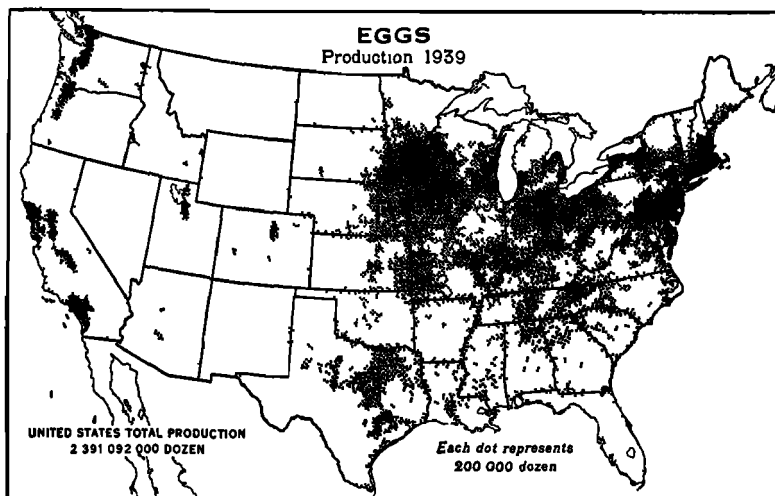 EGGS
Production 1939
UNITED STATES TOTAL PRODUCTION
2 391 092 000 DOZEN
Each dot represents
200 000 dozen